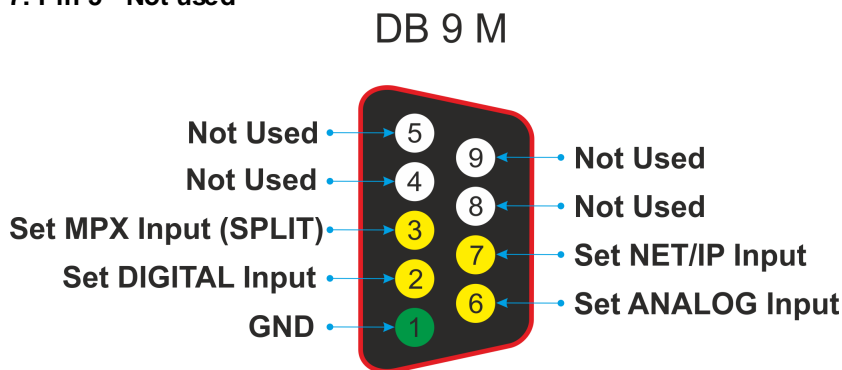 DB 9 M
Not Used
5
9
Not Used
Not Used
4
8
Not Used
Set MPX Input (SPLIT)
3
7
Set NET/IP Input
Set DIGITAL Input
2
6
Set ANALOG Input
GND
1